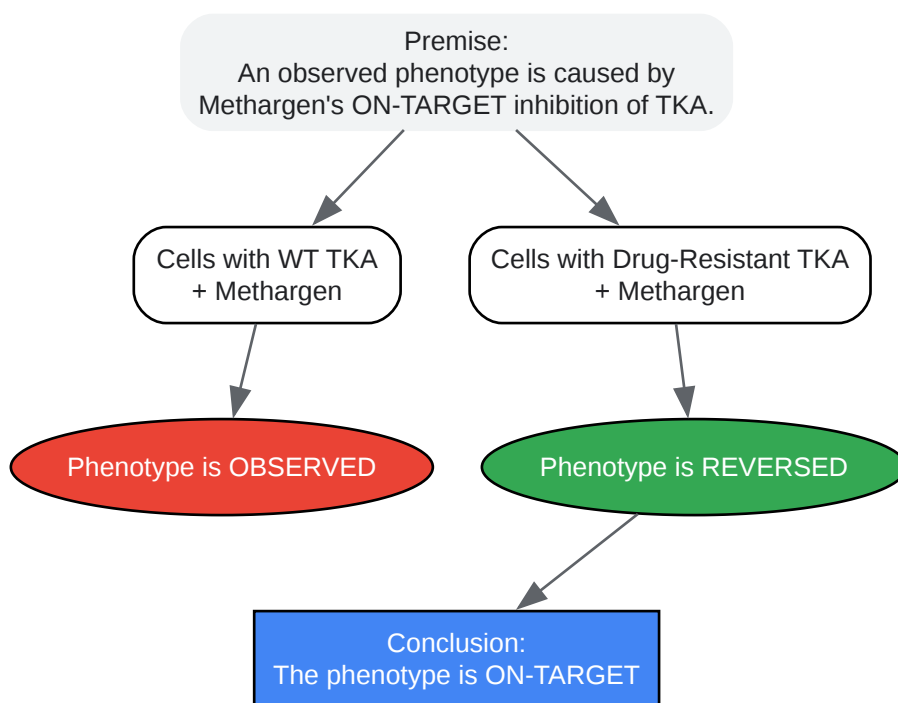 Premise:
An observed phenotype is caused by
Methargen's ON-TARGET inhibition of TKA.
Cells with WT TKA
+ Methargen
Cells with Drug-Resistant TKA
+ Methargen
Phenotype is OBSERVED
Phenotype is REVERSED
Conclusion:
The phenotype is ON-TARGET